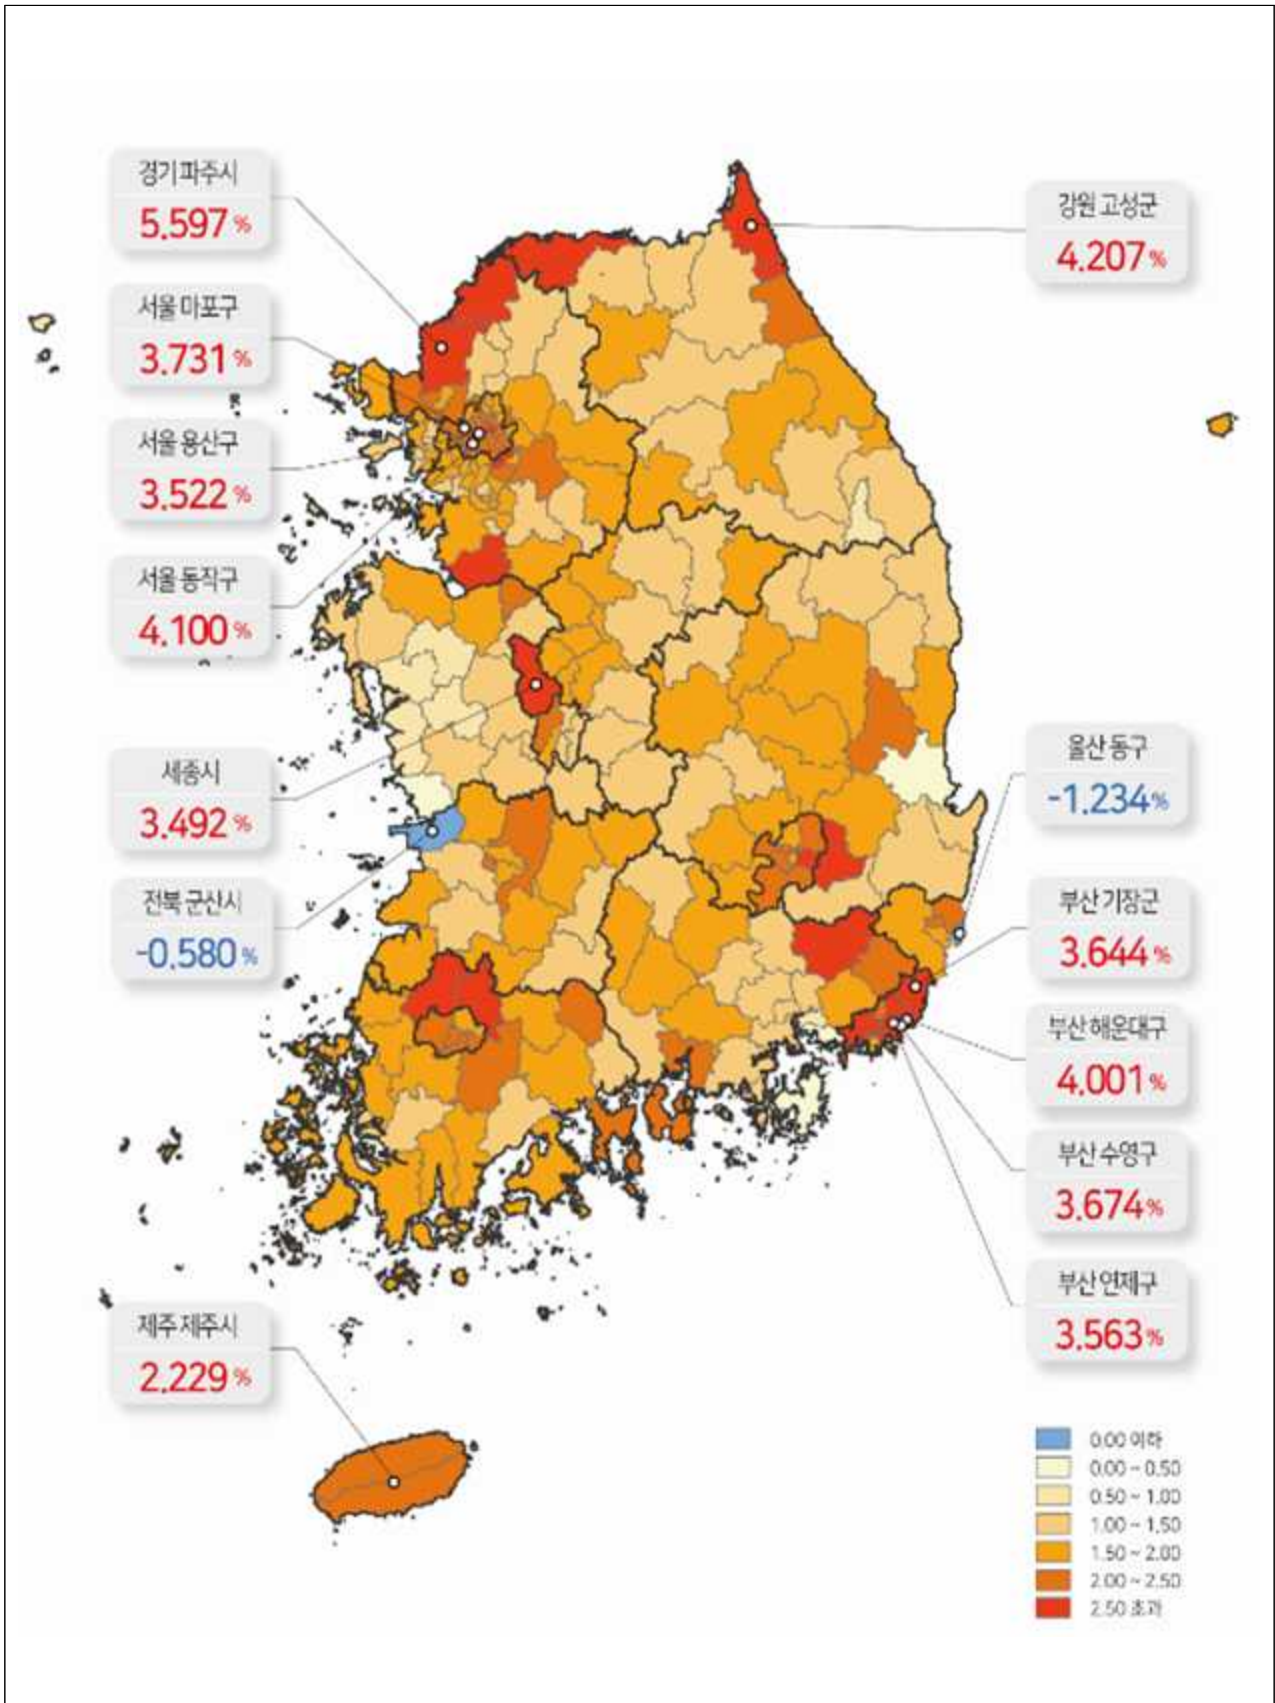 경기 파주시
5.597 %
서울 마포구
3.731 %
서울 용산구
3.522 %
서울 동작구
4.100 %
세종시
3.492 %
전북 군산시
-0.580 %
제주 제주시
2.229 %
강원 고성군
4.207 %
울산 동구
-1.234 %
부산 기장군
3.644 %
부산 해운대구
4.001 %
부산 수영구
3.674 %
부산 연제구
3.563 %
0.00 이하
0.00 ~ 0.50
0.50 ~ 1.00
1.00 ~ 1.50
1.50 ~ 2.00
2.00 ~ 2.50
2.50 초과